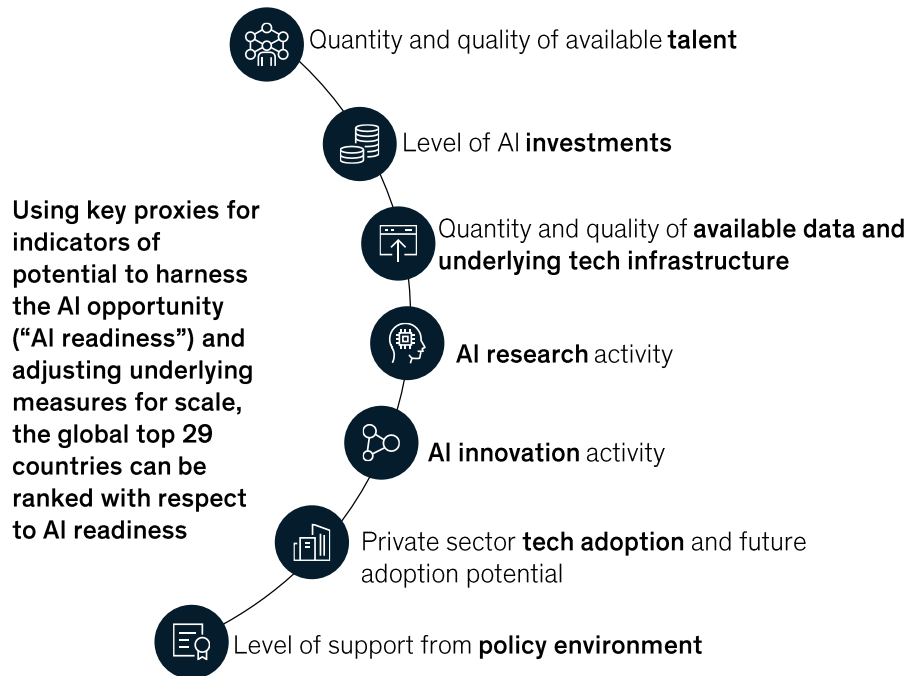 Quantity and quality of available talent
Level of AI investments
Using key proxies for
indicators of
potential to harness
the AI opportunity
(“AI readiness”) and
adjusting underlying
measures for scale,
the global top 29
countries can be
ranked with respect
to AI readiness
Quantity and quality of available data and
underlying tech infrastructure
AI research activity
AI innovation activity
Private sector tech adoption and future
adoption potential
Level of support from policy environment